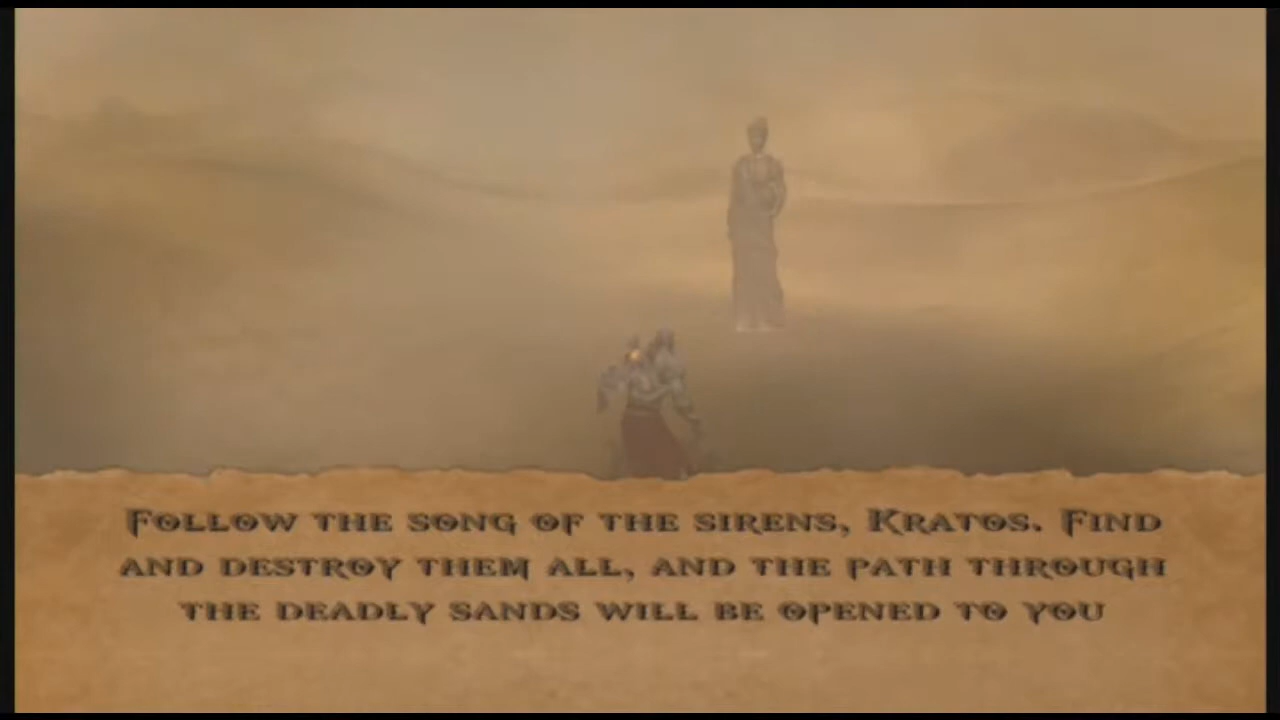 Follow the song of the sirens, Kratos. Find
and destroy them all, and the path through
the deadly sands will be opened to you